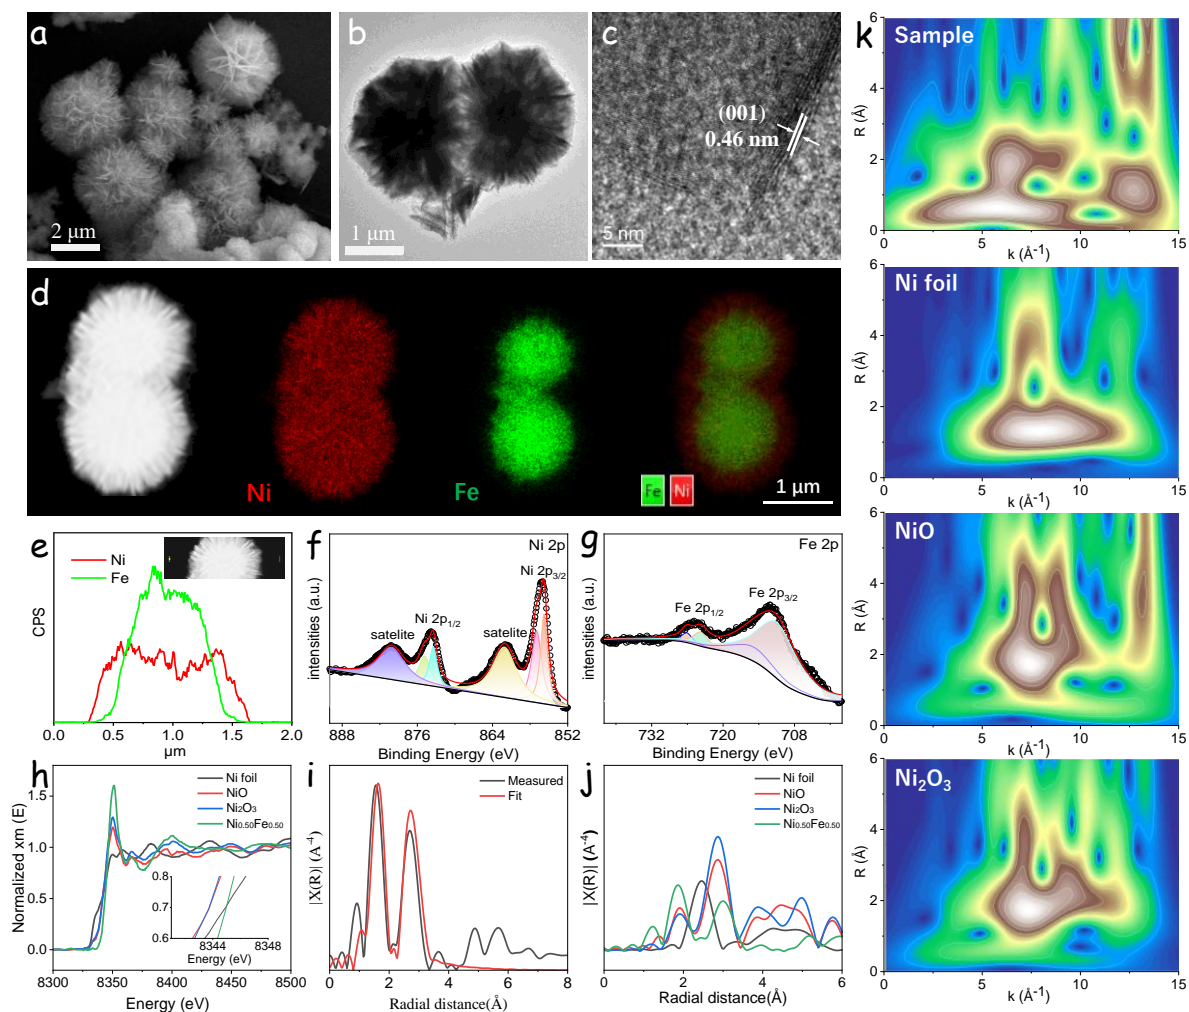 a
2 μm
b
1 μm
c
(001)
0.46 nm
5 nm
d
Ni
Fe
Fe
Ni
1 μm
e
Ni
Fe
CPS
0.0 0.5 1.0 1.5 2.0
μm
f
Ni 2p
Ni 2p3/2
Ni 2p1/2
satelite
satelite
intensities (a.u.)
888 876 864 852
Binding Energy (eV)
g
Fe 2p
Fe 2p3/2
Fe 2p1/2
intensities (a.u.)
732 720 708
Binding Energy (eV)
h
Ni foil
NiO
Ni2O3
Ni0.50Fe0.50
Normalized xm (E)
1.5
1.0
0.5
0.0
0.8
0.7
0.6
8344 8348
Energy (eV)
8300 8350 8400 8450 8500
Energy (eV)
i
Measured
Fit
|X(R)| (A-4)
0 2 4 6 8
Radial distance(Å)
j
Ni foil
NiO
Ni2O3
Ni0.50Fe0.50
|X(R)| (A-4)
0 1 2 3 4 5 6
Radial distance(Å)
k
Sample
R (Å)
6
4
2
0
0 5 10 15
k (Å-1)
Ni foil
R (Å)
6
4
2
0
0 5 10 15
k (Å-1)
NiO
R (Å)
6
4
2
0
0 5 10 15
k (Å-1)
Ni2O3
R (Å)
6
4
2
0
0 5 10 15
k (Å-1)